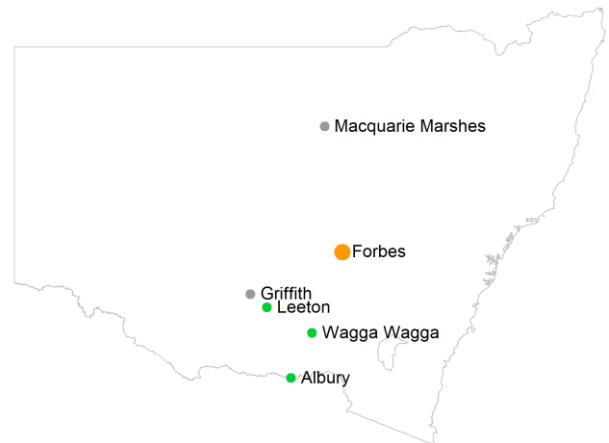 Macquarie Marshes
Forbes
Griffith
Leeton
Wagga Wagga
Albury